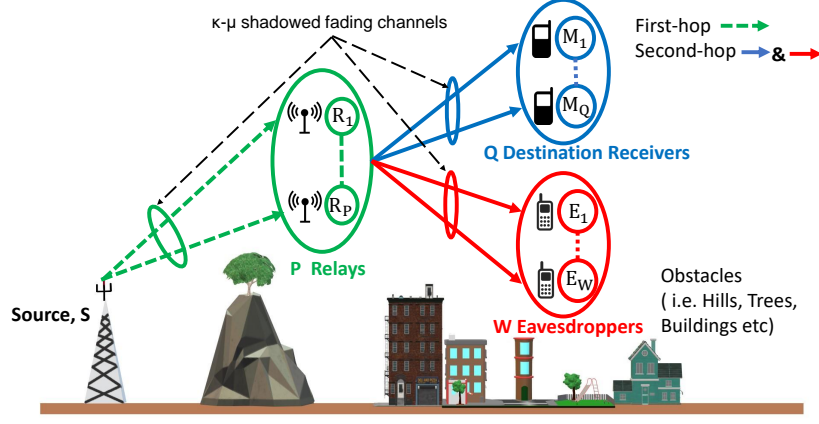 κ-μ shadowed fading channels
First-hop
Second-hop & 
R1
RP
P Relays
M1
MQ
Q Destination Receivers
E1
EW
W Eavesdroppers
Source, S
Obstacles
( i.e. Hills, Trees,
Buildings etc)